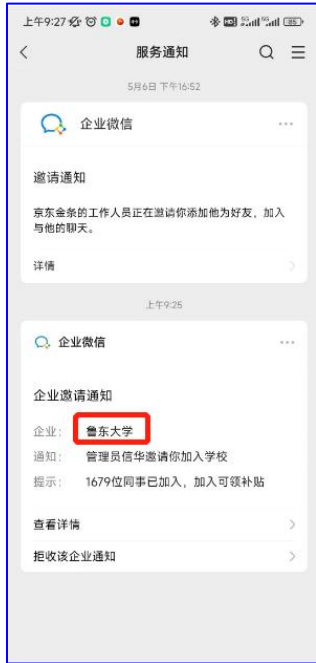 上午9:27
HD 5G 5G 85
服务通知
5月6日 下午16:52
企业微信
邀请通知
京东金条的工作人员正在邀请你添加他为好友，加入
与他的聊天。
详情
上午9:25
企业微信
企业邀请通知
企业： 鲁东大学
通知： 管理员信华邀请你加入学校
提示： 1679位同事已加入，加入可领补贴
查看详情
拒收该企业通知